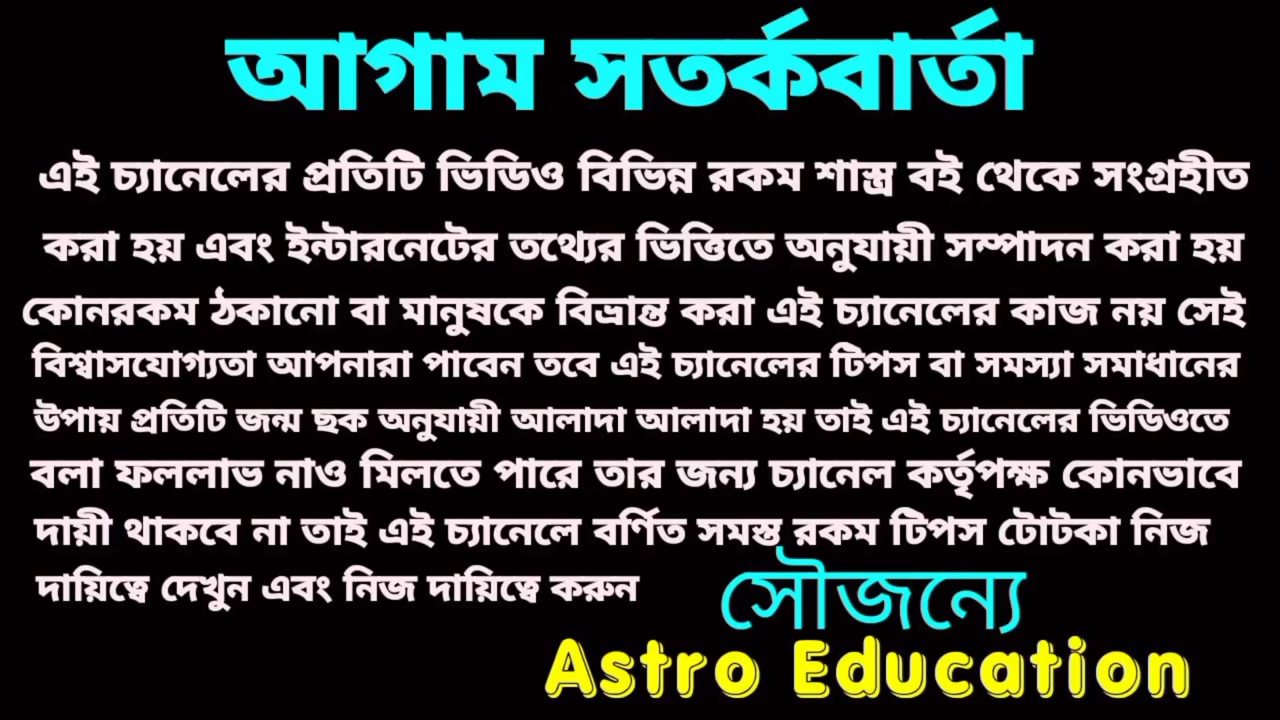 আগাম সতর্কবার্তা
এই চ্যানেলের প্রতিটি ভিডিও বিভিন্ন রকম শাস্ত্র বই থেকে সংগ্রহীত
করা হয় এবং ইন্টারনেটের তথ্যের ভিত্তিতে অনুযায়ী সম্পাদন করা হয়
কোনরকম ঠকানো বা মানুষকে বিভ্রান্ত করা এই চ্যানেলের কাজ নয় সেই
বিশ্বাসযোগ্যতা আপনারা পাবেন তবে এই চ্যানেলের টিপস বা সমস্যা সমাধানের
উপায় প্রতিটি জন্ম ছক অনুযায়ী আলাদা আলাদা হয় তাই এই চ্যানেলের ভিডিওতে
বলা ফললাভ নাও মিলতে পারে তার জন্য চ্যানেল কর্তৃপক্ষ কোনভাবে
দায়ী থাকবে না তাই এই চ্যানেলে বর্ণিত সমস্ত রকম টিপস টোটকা নিজ
দায়িত্বে দেখুন এবং নিজ দায়িত্বে করুন
সৌজন্যে
Astro Education